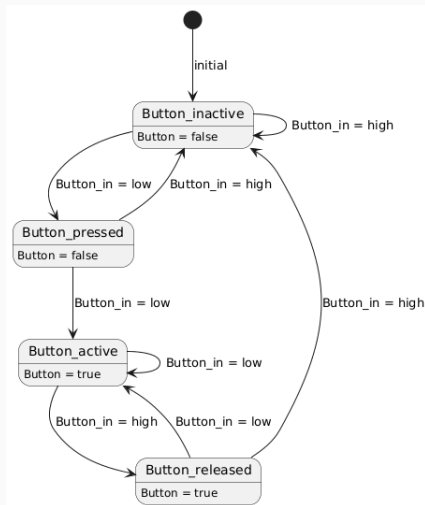 initial
Button_inactive
Button = false
Button_in = high
Button_in = low
Button_in = high
Button_pressed
Button = false
Button_in = low
Button_in = high
Button_active
Button = true
Button_in = low
Button_in = high
Button_in = low
Button_released
Button = true